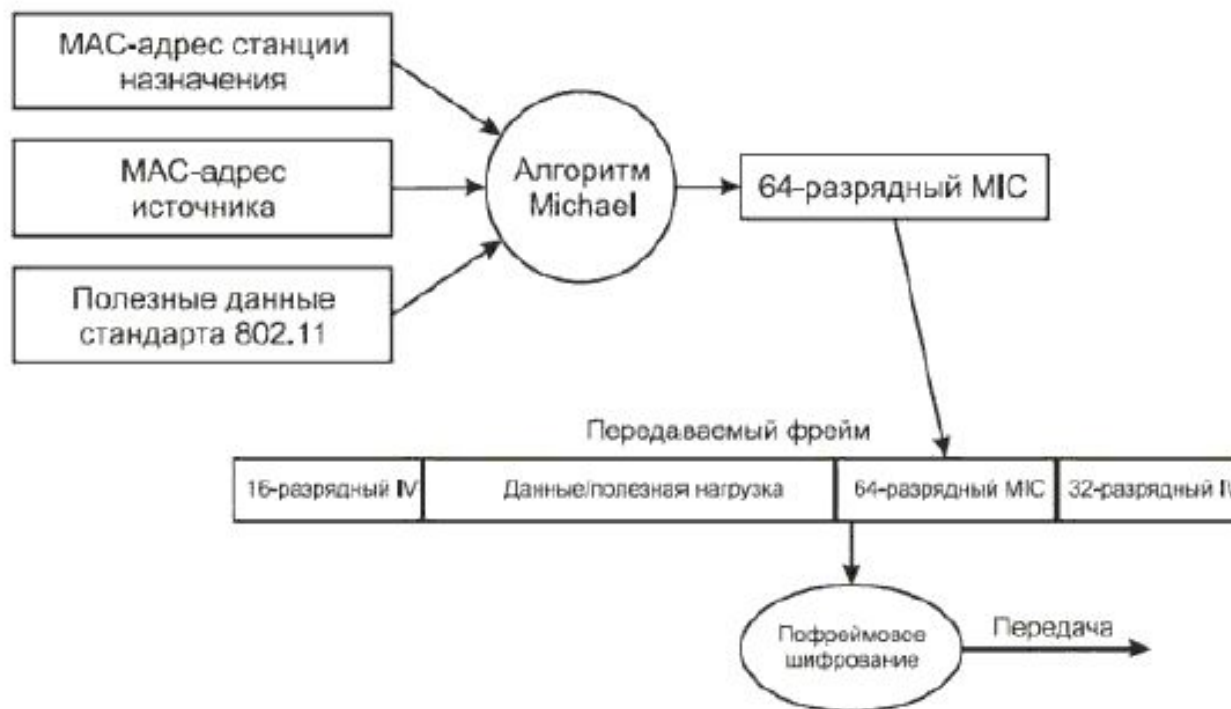 МАС-адрес станции
назначения
МАС-адрес
источника
Полезные данные
стандарта 802.11
Алгоритм
Michael
64-разрядный MIC
Передаваемый фрейм
16-разрядный IV
Данные/полезная нагрузка
64-разрядный MIC
32-разрядный
Пофреймовое
шифрование
Передача